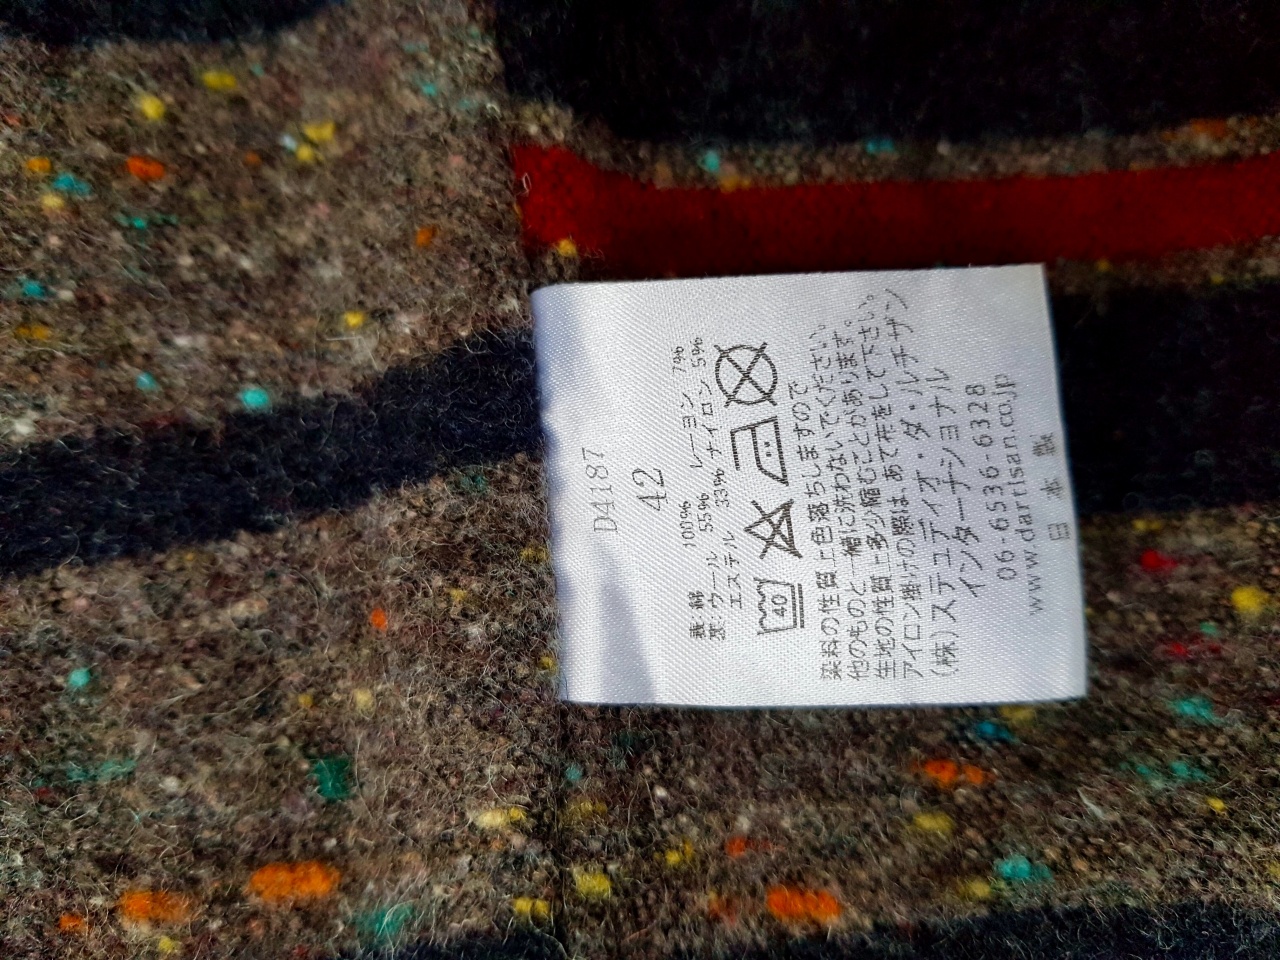 D4187
42
表:綿 100%
裏:ウール 55% レーヨン 7%
エステル 33% ナイロン 5%
40
染料の性質上色落ちしますので
他のものと一緒に洗わないでください。
生地の性質上多少縮むことがあります。
アイロン掛けの際は、あて布をして下さい。
(株)ステュディオ・ダ・ルチザン
インターナショナル
06-6536-6328
www.dartisan.co.jp
日本製